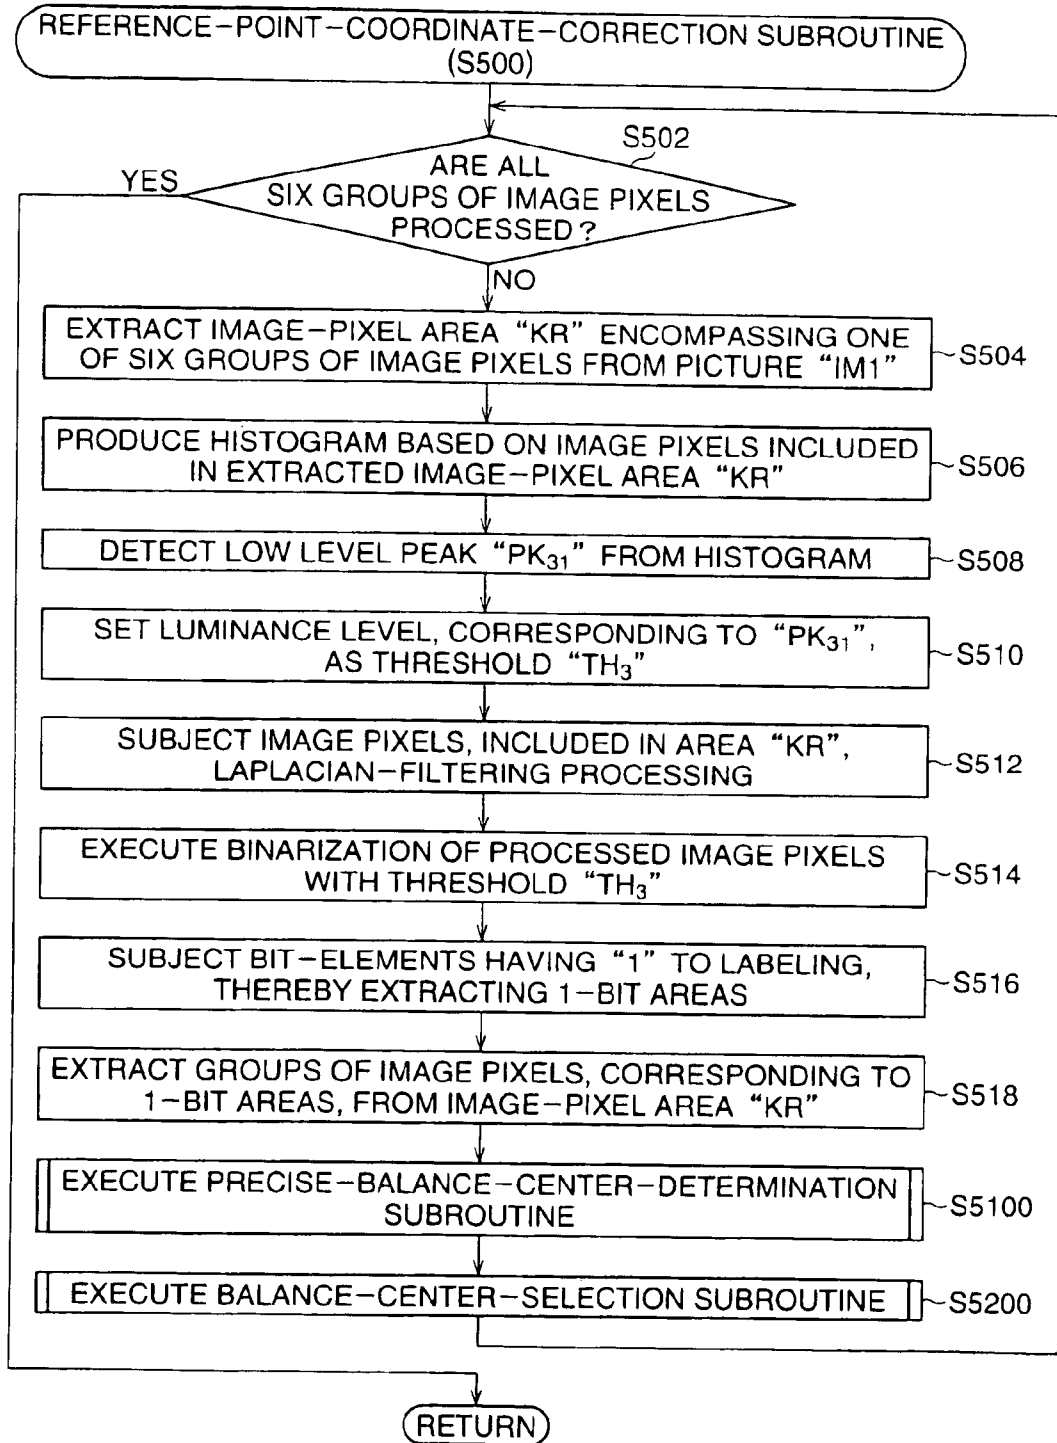 REFERENCE-POINT-COORDINATE-CORRECTION SUBROUTINE
(S500)
S502
YES
ARE ALL
SIX GROUPS OF IMAGE PIXELS
PROCESSED?
NO
EXTRACT IMAGE-PIXEL AREA “KR” ENCOMPASSING ONE
OF SIX GROUPS OF IMAGE PIXELS FROM PICTURE “IM1”
S504
PRODUCE HISTOGRAM BASED ON IMAGE PIXELS INCLUDED
IN EXTRACTED IMAGE-PIXEL AREA “KR”
S506
DETECT LOW LEVEL PEAK “PK₃₁” FROM HISTOGRAM
S508
SET LUMINANCE LEVEL, CORRESPONDING TO “PK₃₁”,
AS THRESHOLD “TH₃”
S510
SUBJECT IMAGE PIXELS, INCLUDED IN AREA “KR”,
LAPLACIAN-FILTERING PROCESSING
S512
EXECUTE BINARIZATION OF PROCESSED IMAGE PIXELS
WITH THRESHOLD “TH₃”
S514
SUBJECT BIT-ELEMENTS HAVING “1” TO LABELING,
THEREBY EXTRACTING 1-BIT AREAS
S516
EXTRACT GROUPS OF IMAGE PIXELS, CORRESPONDING TO
1-BIT AREAS, FROM IMAGE-PIXEL AREA “KR”
S518
EXECUTE PRECISE-BALANCE-CENTER-DETERMINATION
SUBROUTINE
S5100
EXECUTE BALANCE-CENTER-SELECTION SUBROUTINE
S5200
RETURN